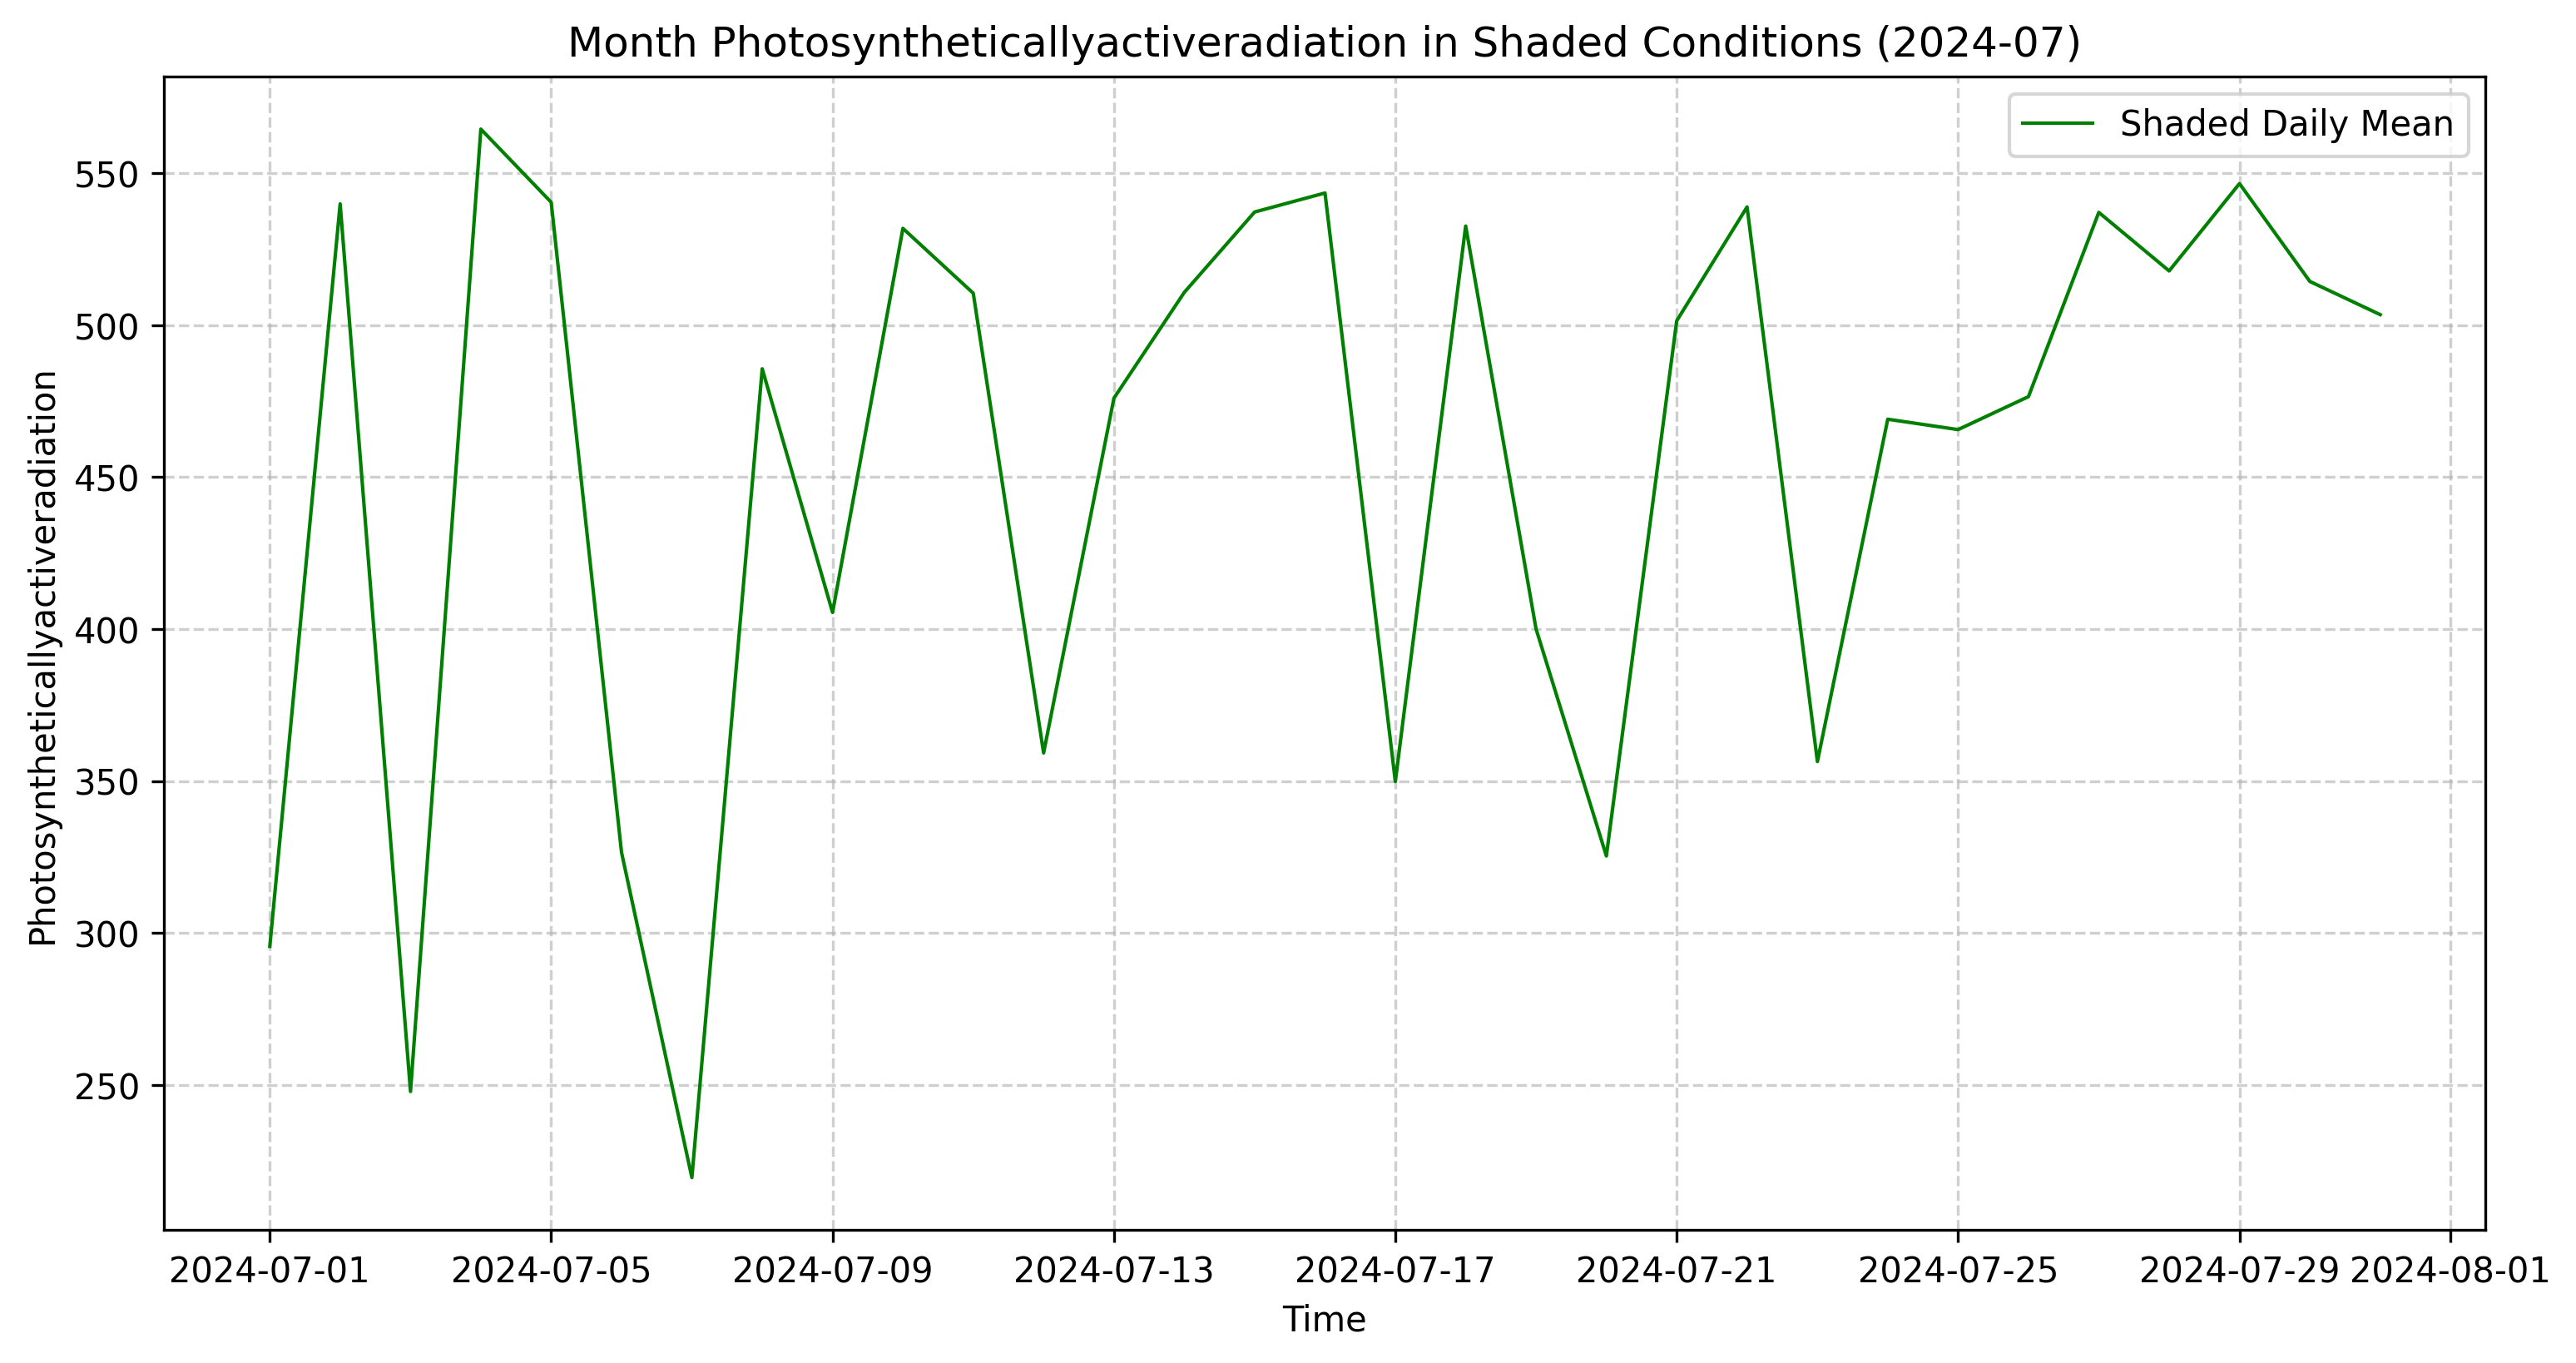 Month Photosyntheticallyactiveradiation in Shaded Conditions (2024-07)
Shaded Daily Mean
Photosyntheticallyactiveradiation
550
500
450
400
350
300
250
2024-07-01 2024-07-05 2024-07-09 2024-07-13 2024-07-17 2024-07-21 2024-07-25 2024-07-29 2024-08-01
Time